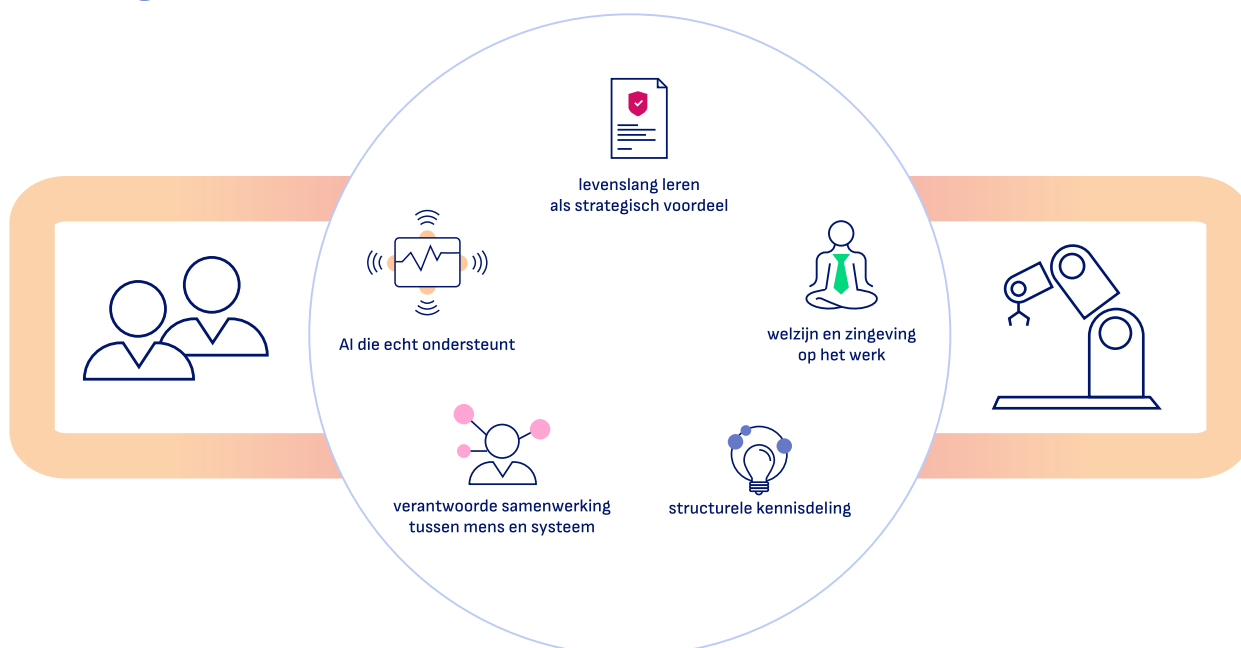 levenslang leren
als strategisch voordeel
AI die echt ondersteunt
welzijn en zingeving
op het werk
verantwoorde samenwerking
tussen mens en systeem
structurele kennisdeling